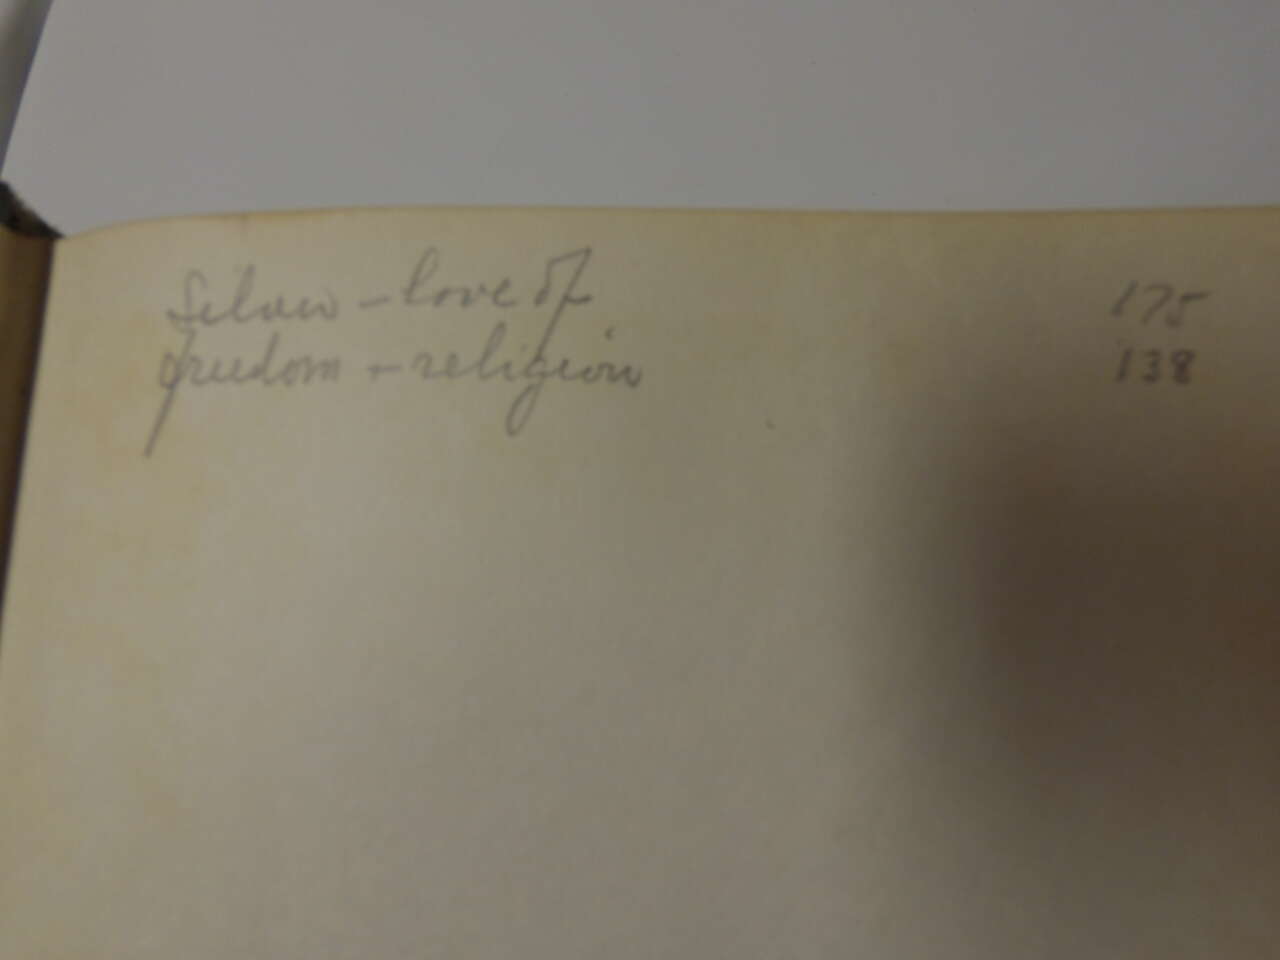 – love of 175
freedom – religion 138